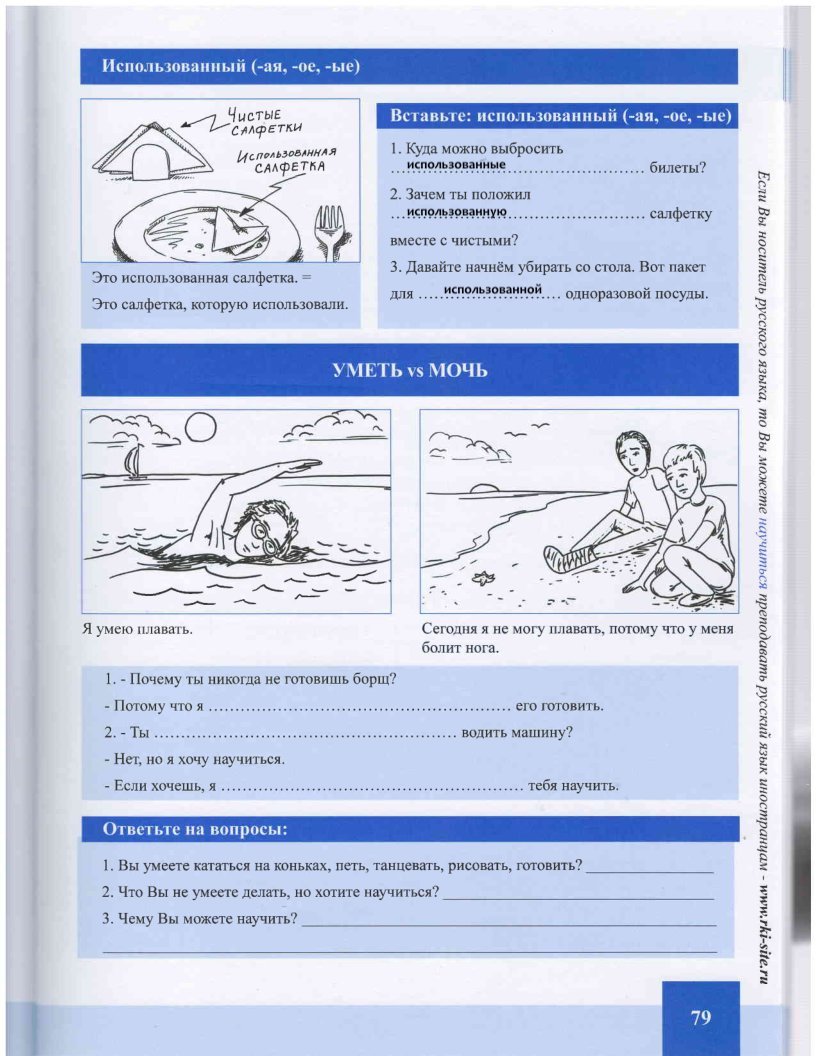 Использованный (-ая, -ое, -ые)
Чистые
салфетки
Использованная
салфетка
Это использованная салфетка. =
Это салфетка, которую использовали.
Вставьте: использованный (-ая, -ое, -ые)
1. Куда можно выбросить
использованные билеты?
2. Зачем ты положил
использованную салфетку
вместе с чистыми?
3. Давайте начнём убирать со стола. Вот пакет
для использованной одноразовой посуды.
УМЕТЬ vs МОЧЬ
Я умею плавать.
Сегодня я не могу плавать, потому что у меня
болит нога.
1. - Почему ты никогда не готовишь борщ?
- Потому что я ........ его готовить.
2. - Ты ........ водить машину?
- Нет, но я хочу научиться.
- Если хочешь, я ........ тебя научить.
Ответьте на вопросы:
1. Вы умеете кататься на коньках, петь, танцевать, рисовать, готовить?
2. Что Вы не умеете делать, но хотите научиться?
3. Чему Вы можете научить?
Если Вы носитель русского языка, то Вы можете научиться преподавать русский язык иностранцам - www.rki-site.ru
79